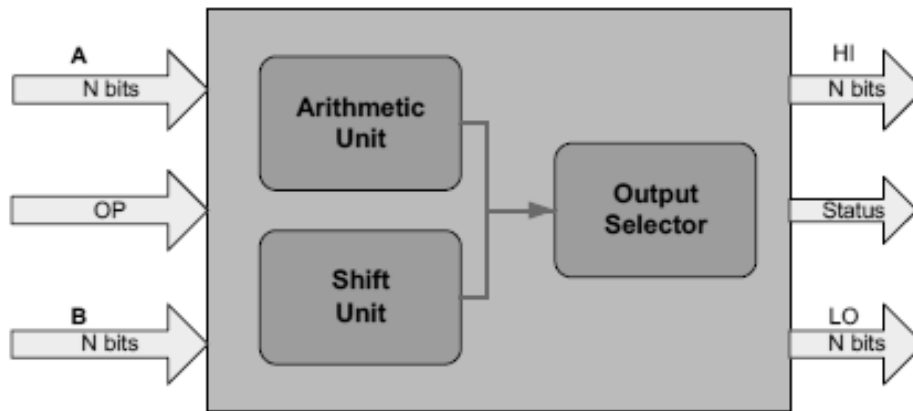 A
N bits
OP
B
N bits
Arithmetic
Unit
Shift
Unit
Output
Selector
HI
N bits
Status
LO
N bits